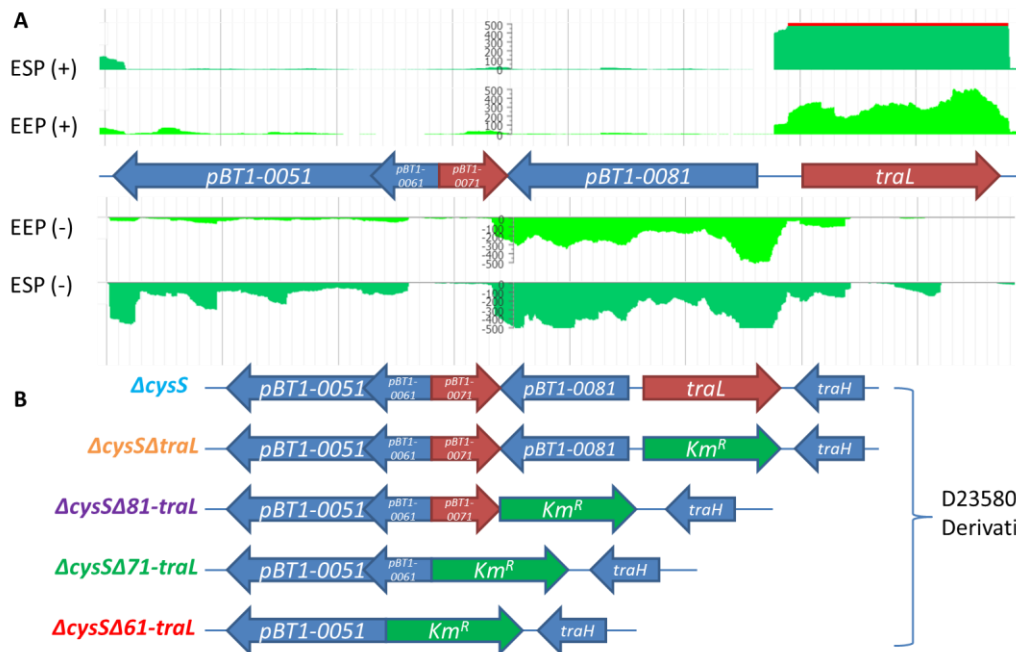 A
500
400
300
200
100
0
ESP (+)
500
400
300
200
100
0
EEP (+)
pBT1-0051
pBT1-
0061
pBT1-
0071
pBT1-0081
traL
EEP (-)
0
-100
-200
-300
-400
-500
ESP (-)
0
-100
-200
-300
-400
-500
B
ΔcysS
pBT1-0051
pBT1-
0061
pBT1-
0071
pBT1-0081
traL
traH
ΔcysSΔtraL
pBT1-0051
pBT1-
0061
pBT1-
0071
pBT1-0081
KmR
traH
ΔcysSΔ81-traL
pBT1-0051
pBT1-
0061
pBT1-
0071
KmR
traH
ΔcysSΔ71-traL
pBT1-0051
pBT1-
0061
KmR
traH
ΔcysSΔ61-traL
pBT1-0051
KmR
traH
D23580
Derivati